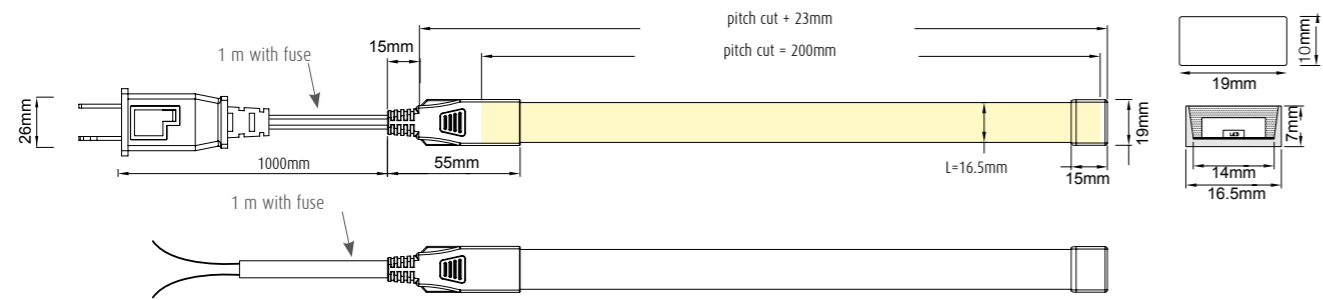 pitch cut + 23mm
1 m with fuse
15mm
pitch cut = 200mm
10mm
19mm
26mm
19mm
7mm
1000mm
55mm
L=16.5mm
15mm
14mm
16.5mm
1 m with fuse